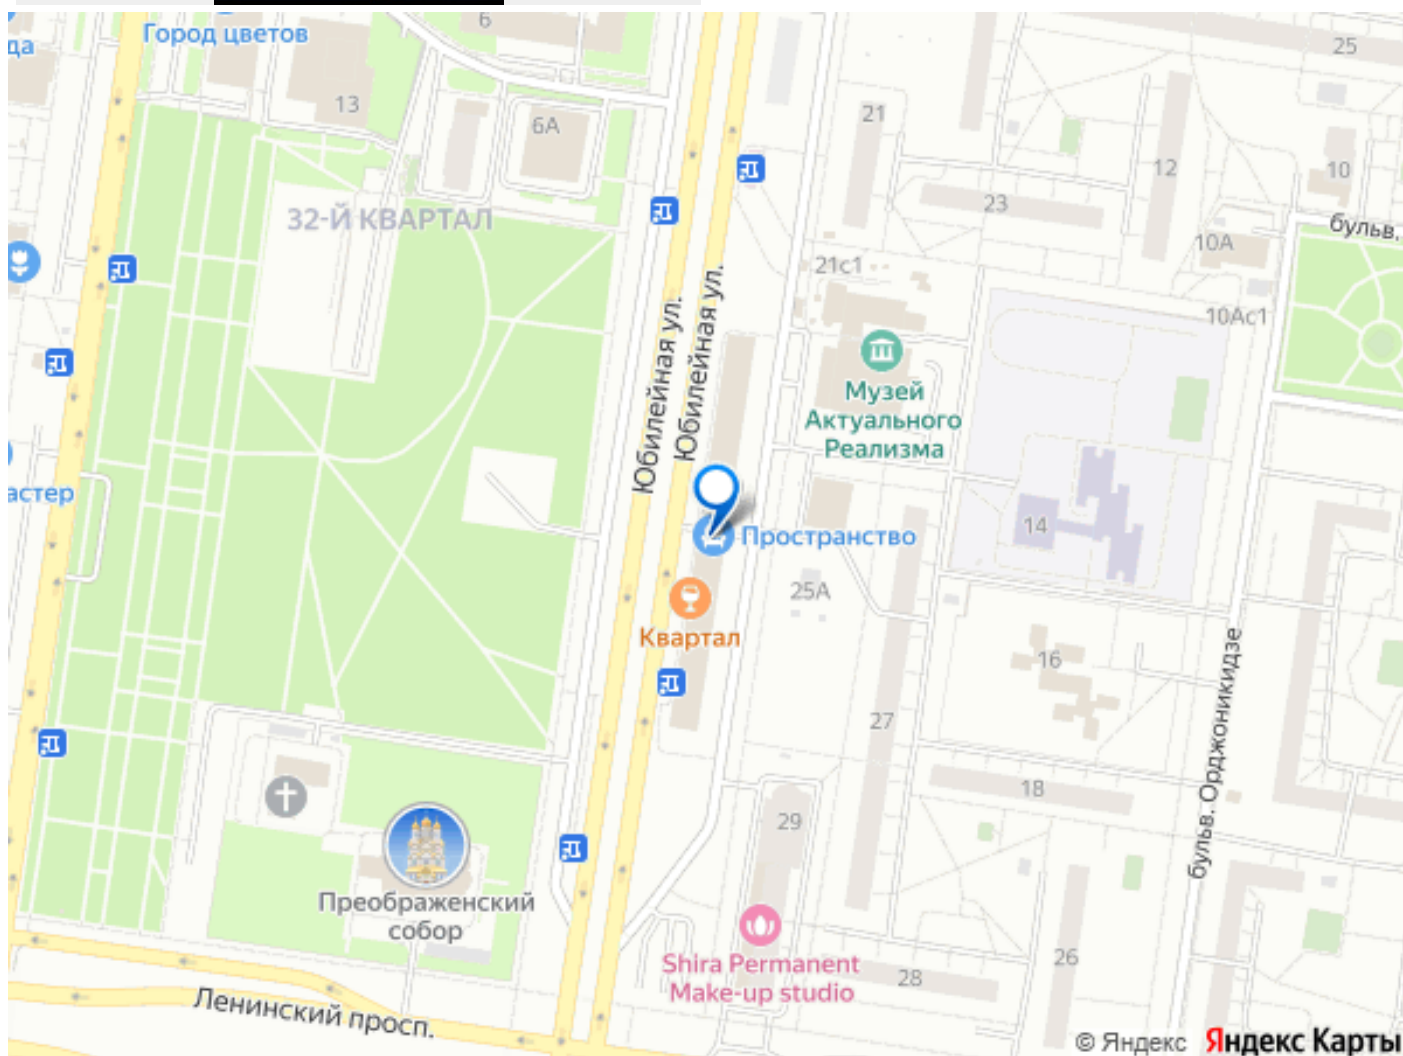 6
Город цветов
да
25
13
6А
21
12
10
23
32-Й КВАРТАЛ
бульв.
10А
21с1
10Ас1
Юбилейная ул.
Юбилейная ул.
Музей
Актуального
Реализма
астер
14
Пространство
25А
Квартал
16
27
бульв. Орджоникидзе
18
29
Преображенский
собор
26
Shira Permanent
Make-up studio
28
Ленинский просп.
© Яндекс Яндекс Карты